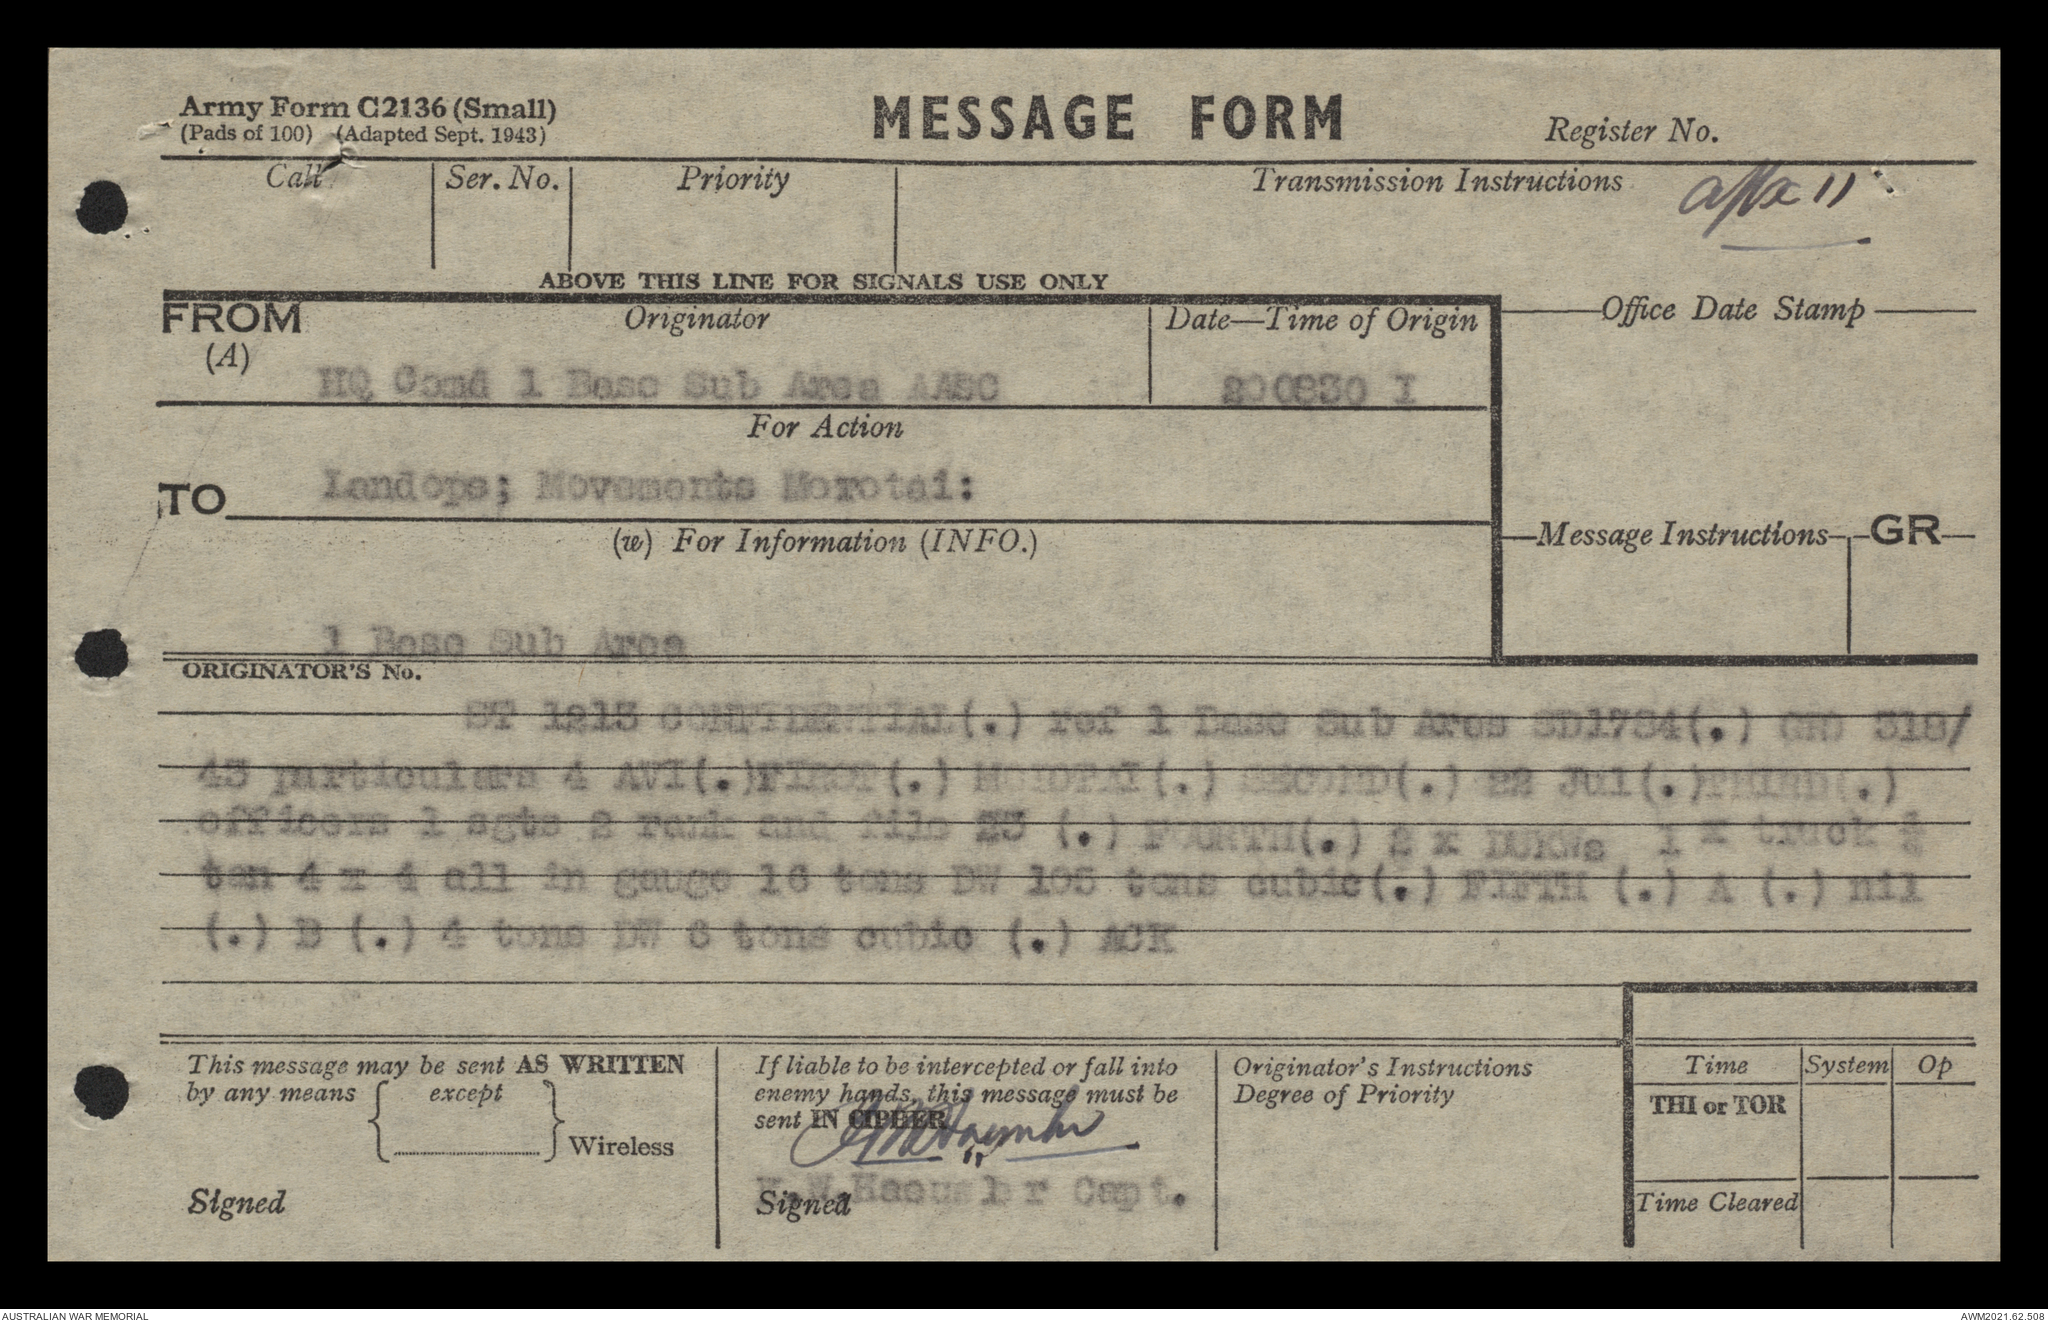 Army Form C2136 (Small)
(Pads of 100) (Adapted Sept. 1943)
MESSAGE FORM
Register No.
Call
Ser. No.
Priority
Transmission Instructions
11
ABOVE THIS LINE FOR SIGNALS USE ONLY
FROM
(A)
Originator
Date—Time of Origin
Office Date Stamp
HQ Comd 1 Base Sub Area AASC
200830 I
For Action
TO
Landops; Movements Morotai:
(w) For Information (INFO.)
Message Instructions
GR
1 Base Sub Area
ORIGINATOR'S No.
ST 1213 CONFIDENTIAL(.) ref 1 Base Sub Area SD1784(.) GRO 318/
45 particulars 4 AVI(.)FIRST(.) MOROTAI(.) SECOND(.) 22 Jul(.)THIRD(.)
officers 1 sgts 2 rank and file 23 (.) FOURTH(.) 2 x DUKWs 1 x truck
ton 4 x 4 all in gauge 16 tons DW 105 tons cubic(.) FIFTH (.) A (.) nil
(.) B (.) 4 tons DW 6 tons cubic (.) ACK
This message may be sent AS WRITTEN
by any means { except } Wireless
Signed
If liable to be intercepted or fall into
enemy hands, this message must be
sent IN CIPHER
Signed
Capt.
Originator's Instructions
Degree of Priority
Time
System
Op
THI or TOR
Time Cleared
AUSTRALIAN WAR MEMORIAL
AWM2021.62.508